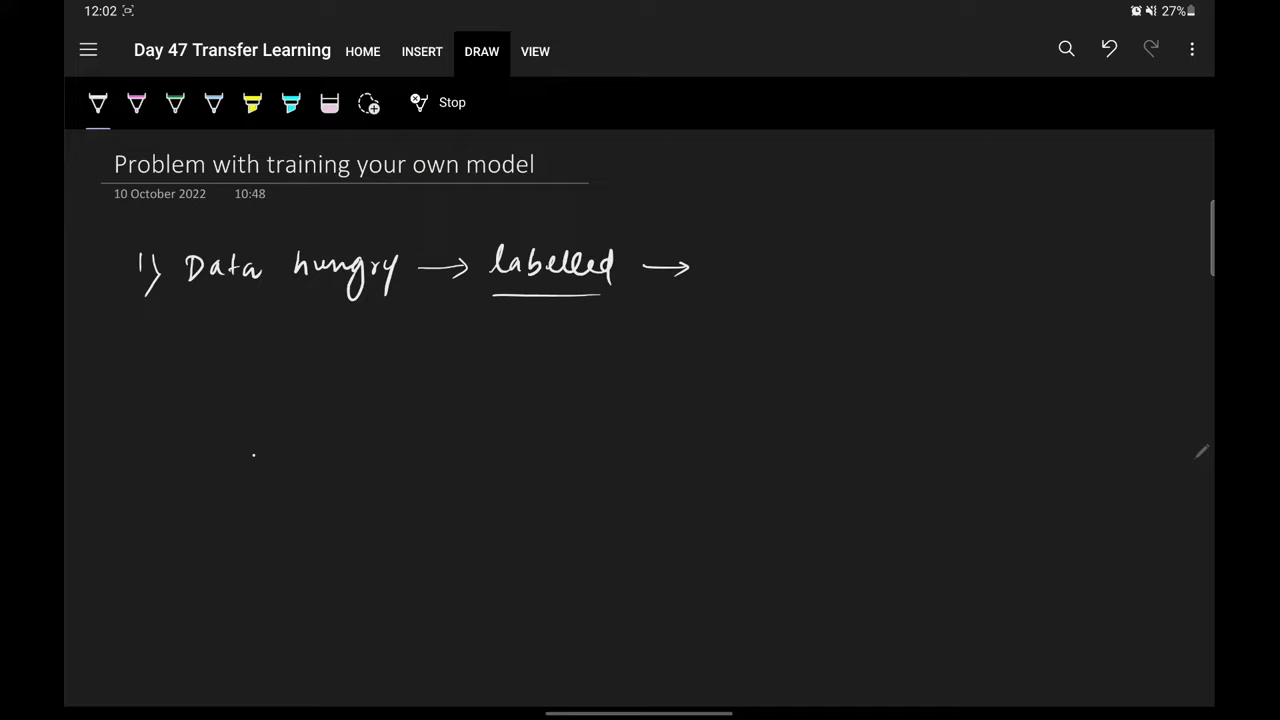 12:02 27%
Day 47 Transfer Learning HOME INSERT DRAW VIEW
Stop
Problem with training your own model
10 October 2022 10:48
1) Data hungry → labelled →